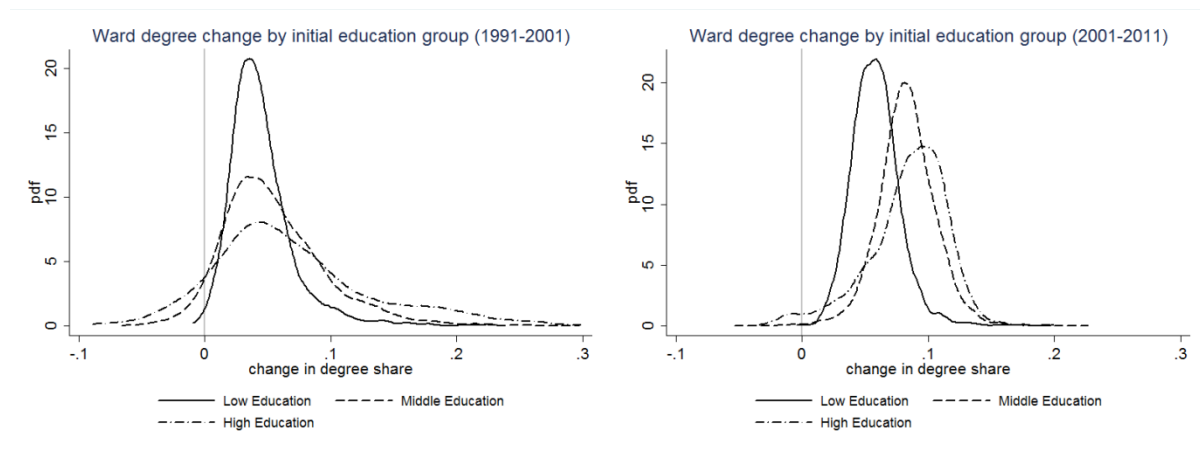 Ward degree change by initial education group (1991-2001)
20
15
10
5
0
pdf
-.1 0 .1 .2 .3
change in degree share
Low Education Middle Education
High Education
Ward degree change by initial education group (2001-2011)
20
15
10
5
0
pdf
-.1 0 .1 .2 .3
change in degree share
Low Education Middle Education
High Education